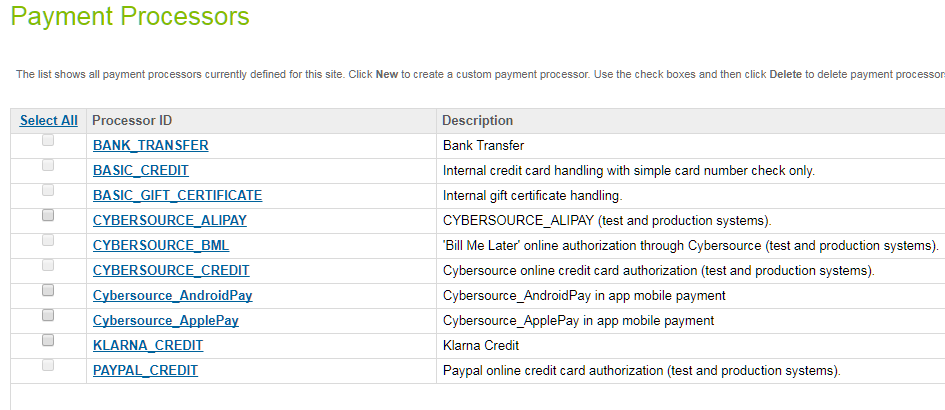 Payment Processors
The list shows all payment processors currently defined for this site. Click New to create a custom payment processor. Use the check boxes and then click Delete to delete payment processors
Select All Processor ID Description
BANK_TRANSFER Bank Transfer
BASIC_CREDIT Internal credit card handling with simple card number check only.
BASIC_GIFT_CERTIFICATE Internal gift certificate handling.
CYBERSOURCE_ALIPAY CYBERSOURCE_ALIPAY (test and production systems).
CYBERSOURCE_BML 'Bill Me Later' online authorization through Cybersource (test and production systems).
CYBERSOURCE_CREDIT Cybersource online credit card authorization (test and production systems).
Cybersource_AndroidPay Cybersource_AndroidPay in app mobile payment
Cybersource_ApplePay Cybersource_ApplePay in app mobile payment
KLARNA_CREDIT Klarna Credit
PAYPAL_CREDIT Paypal online credit card authorization (test and production systems).